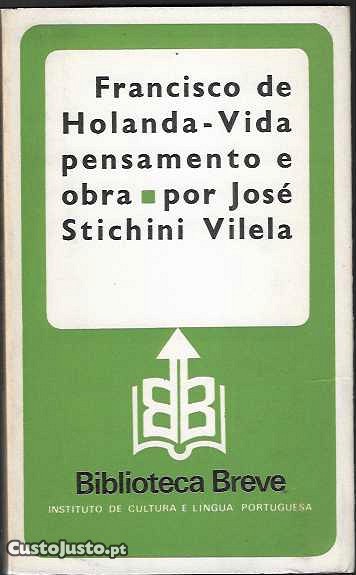 Francisco de
Holanda-Vida
pensamento e
obra ▪ por José
Stichini Vilela
BB
Biblioteca Breve
INSTITUTO DE CULTURA E LÍNGUA PORTUGUESA
CustoJusto.pt